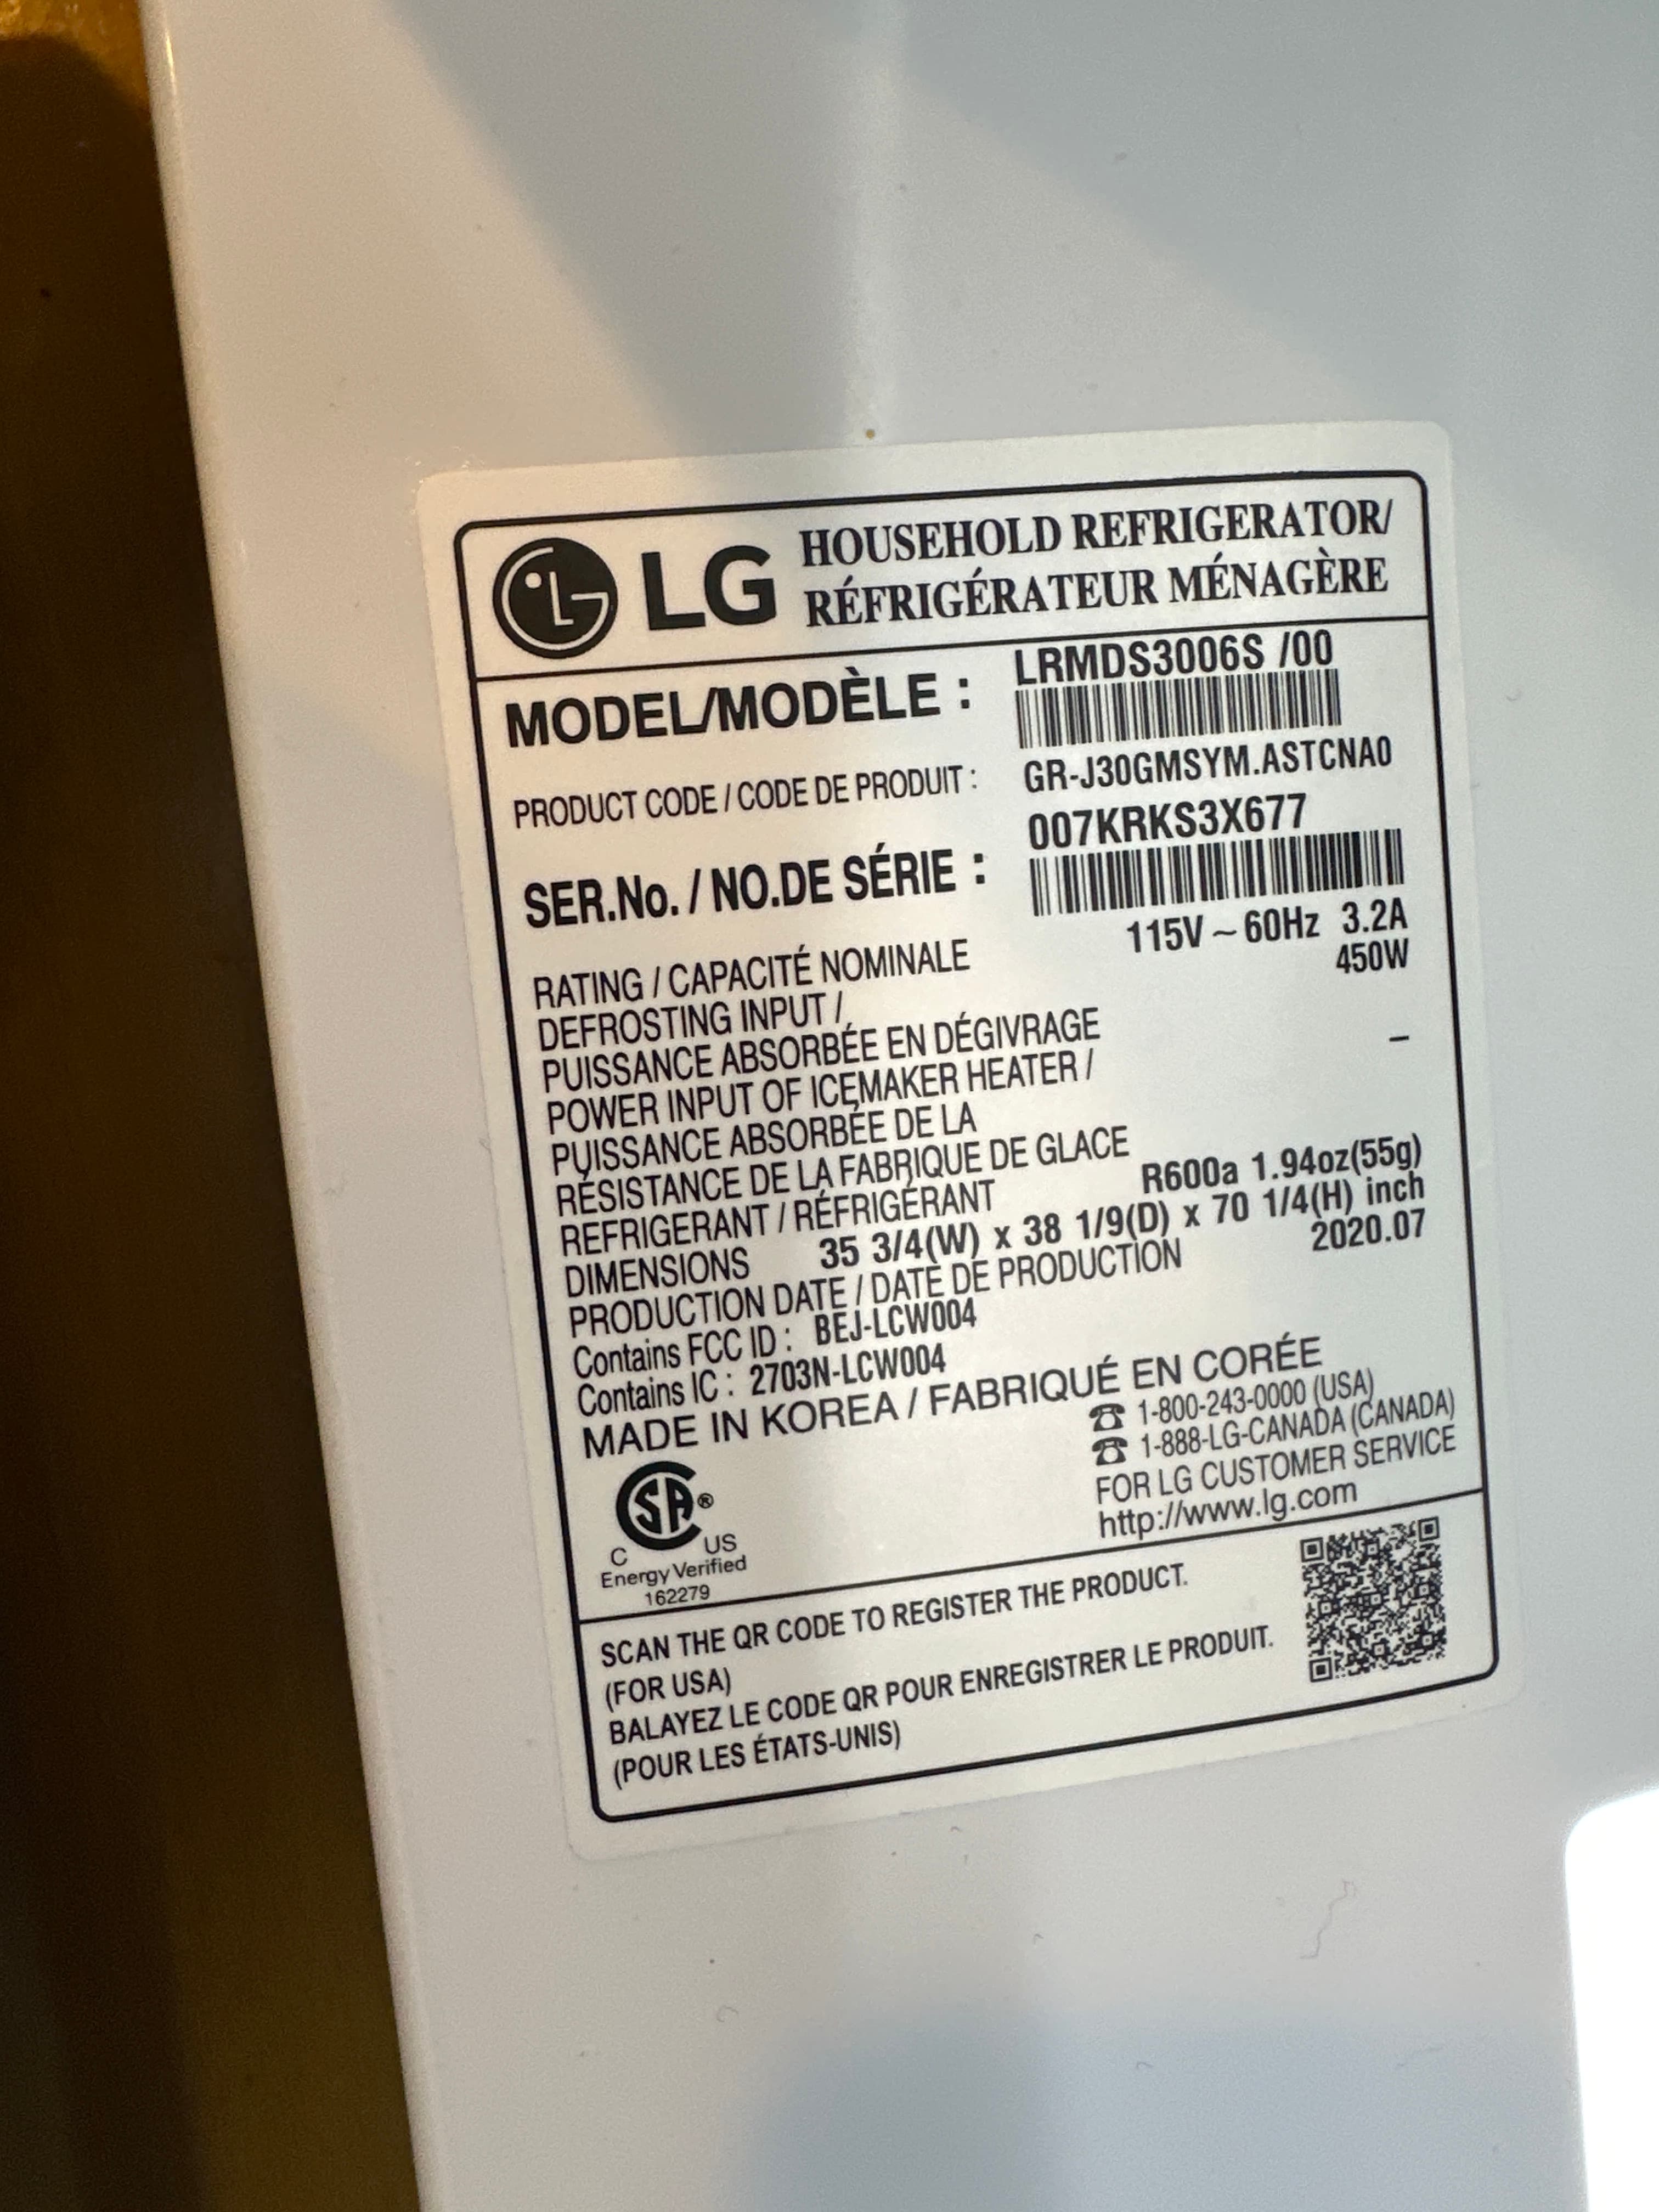 LG HOUSEHOLD REFRIGERATOR/
RÉFRIGÉRATEUR MÉNAGÈRE
MODEL/MODÈLE : LRMDS3006S /00
PRODUCT CODE / CODE DE PRODUIT : GR-J30GMSYM.ASTCNA0
SER.No. / NO.DE SÉRIE : 007KRKS3X677
RATING / CAPACITÉ NOMINALE 115V ~ 60Hz 3.2A
DEFROSTING INPUT / 450W
PUISSANCE ABSORBÉE EN DÉGIVRAGE
POWER INPUT OF ICEMAKER HEATER / –
PUISSANCE ABSORBÉE DE LA
RÉSISTANCE DE LA FABRIQUE DE GLACE
REFRIGERANT / RÉFRIGÉRANT R600a 1.94oz(55g)
DIMENSIONS 35 3/4(W) x 38 1/9(D) x 70 1/4(H) inch
PRODUCTION DATE / DATE DE PRODUCTION 2020.07
Contains FCC ID : BEJ-LCW004
Contains IC : 2703N-LCW004
MADE IN KOREA / FABRIQUÉ EN CORÉE
☎ 1-800-243-0000 (USA)
☎ 1-888-LG-CANADA (CANADA)
FOR LG CUSTOMER SERVICE
http://www.lg.com
SA®
C US
Energy Verified
162279
SCAN THE QR CODE TO REGISTER THE PRODUCT.
(FOR USA)
BALAYEZ LE CODE QR POUR ENREGISTRER LE PRODUIT.
(POUR LES ÉTATS-UNIS)